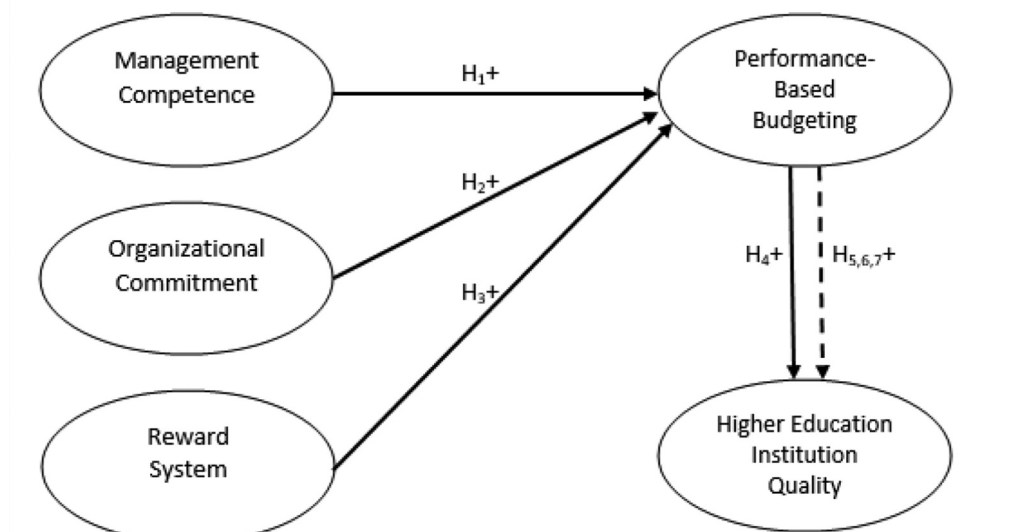 Management
Competence
H₁+
Performance-
Based
Budgeting
Organizational
Commitment
H₂+
H₃+
H₄+
H₅,₆,₇+
Reward
System
Higher Education
Institution
Quality